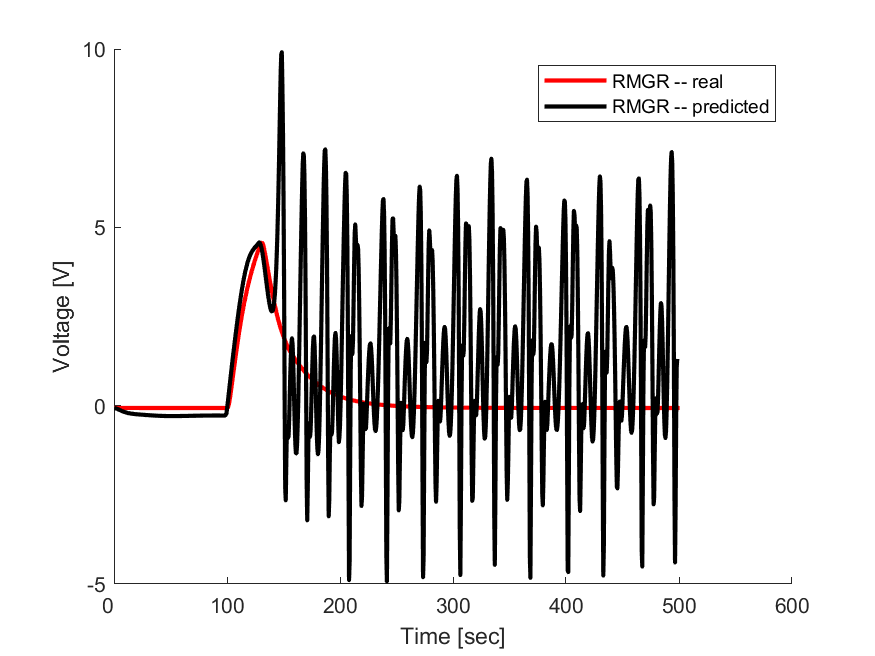 10
RMGR -- real
RMGR -- predicted
5
Voltage [V]
0
-5
0 100 200 300 400 500 600
Time [sec]